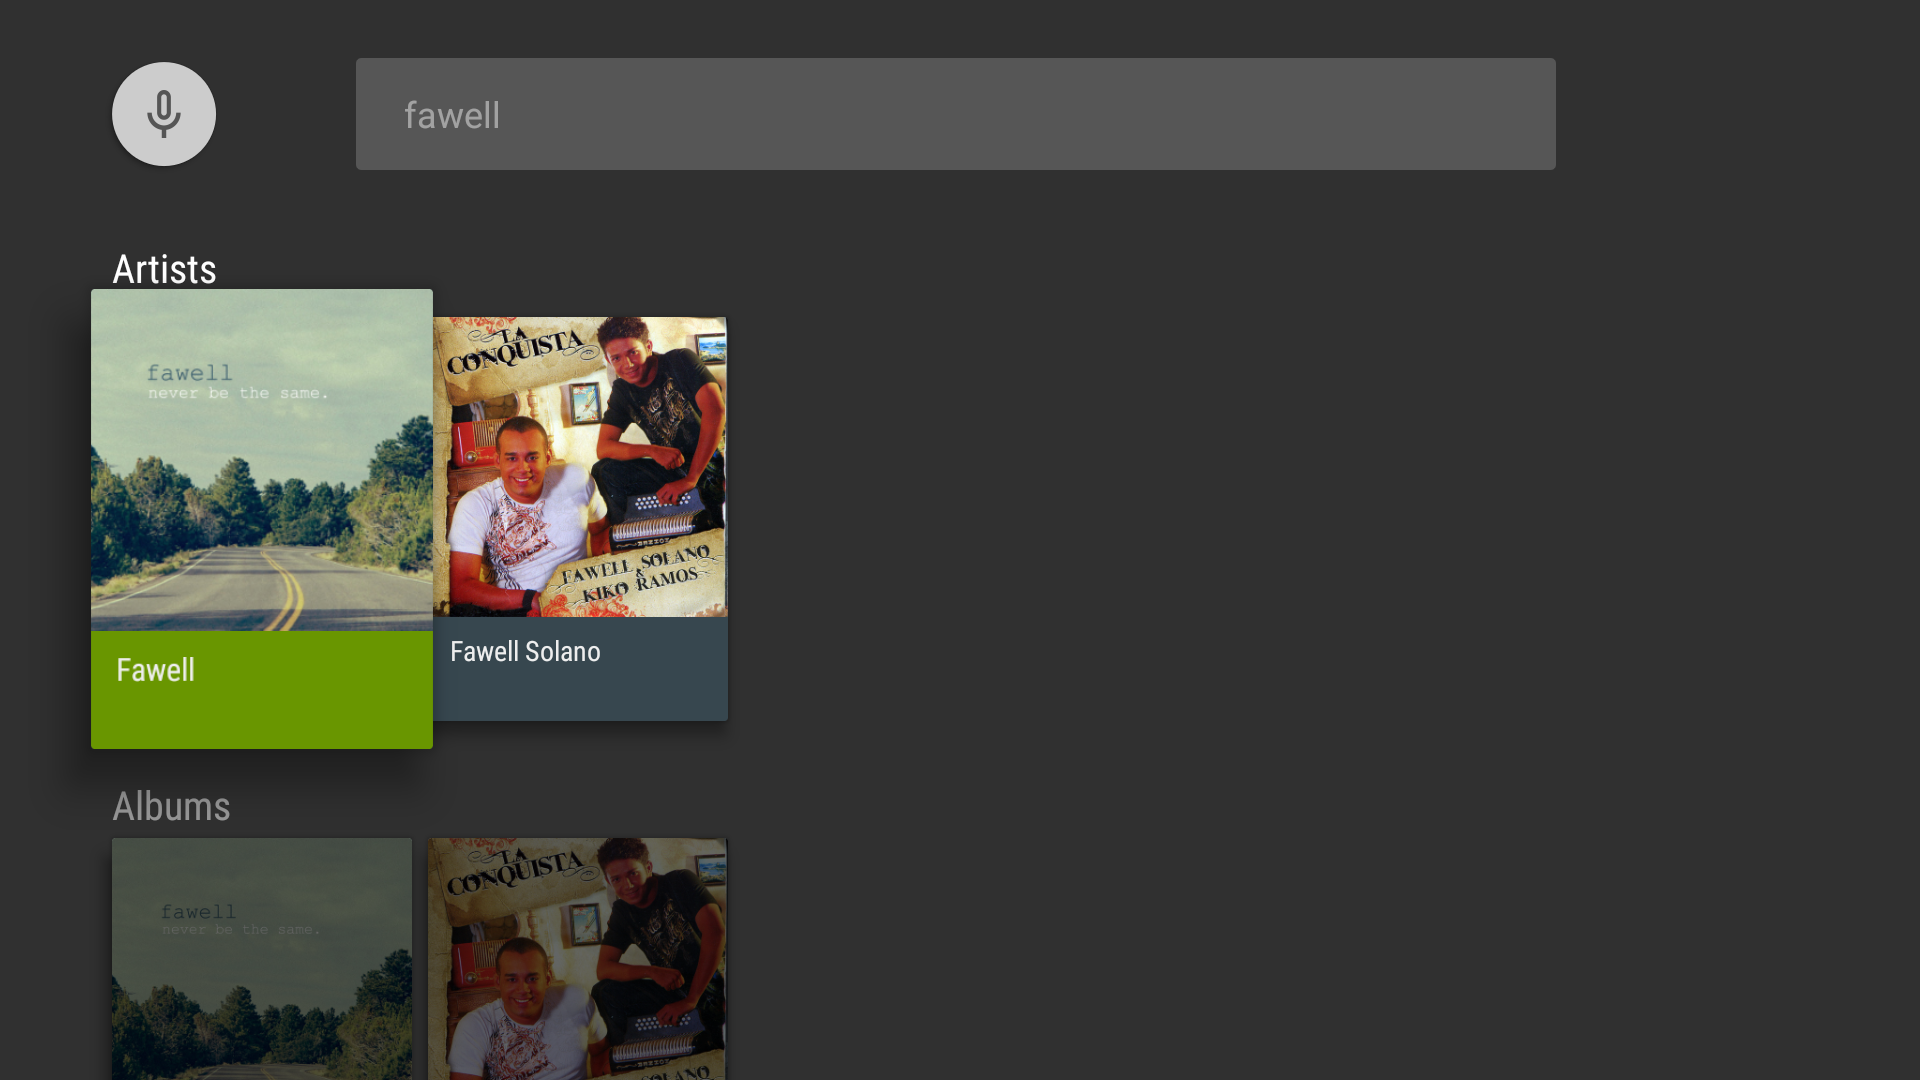 fawell
Artists
fawell
never be the same.
LA
CONQUISTA
FAWELL SOLANO
&
KIKO RAMOS
Fawell
Fawell Solano
Albums
fawell
never be the same.
LA
CONQUISTA
SOLANO